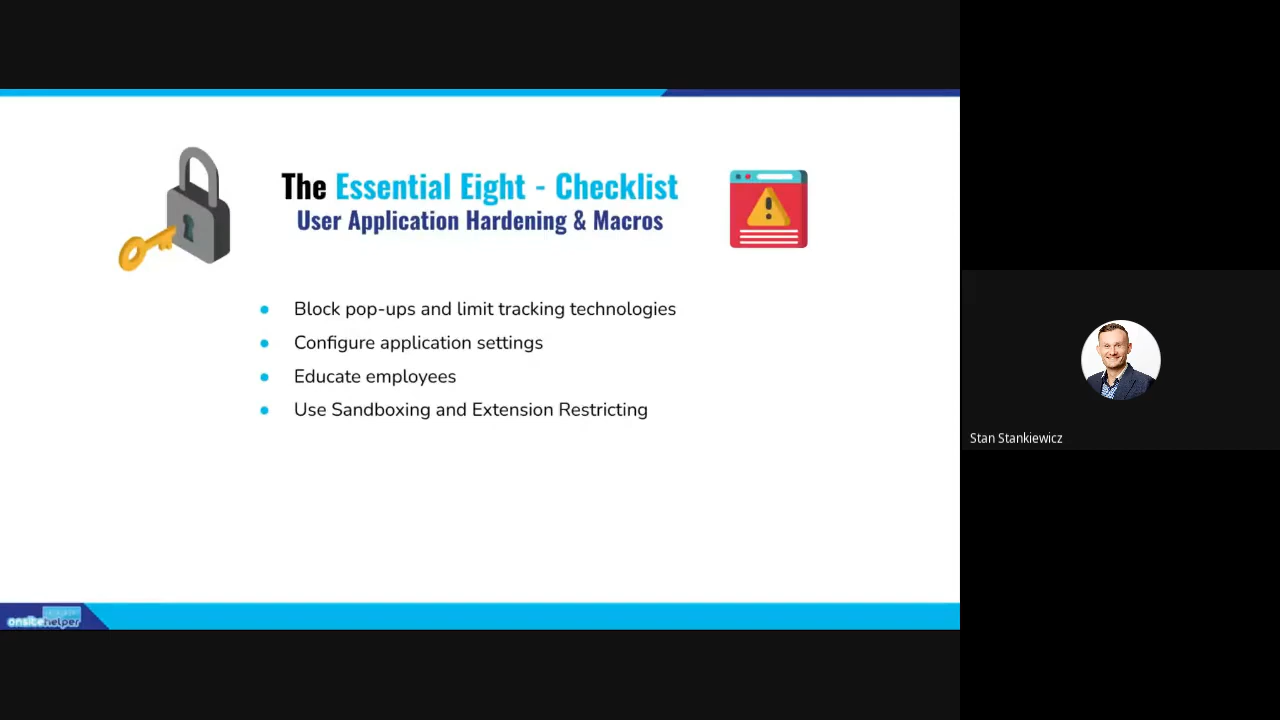 The Essential Eight - Checklist
User Application Hardening & Macros
Block pop-ups and limit tracking technologies
Configure application settings
Educate employees
Use Sandboxing and Extension Restricting
Stan Stankiewicz
onsite helper